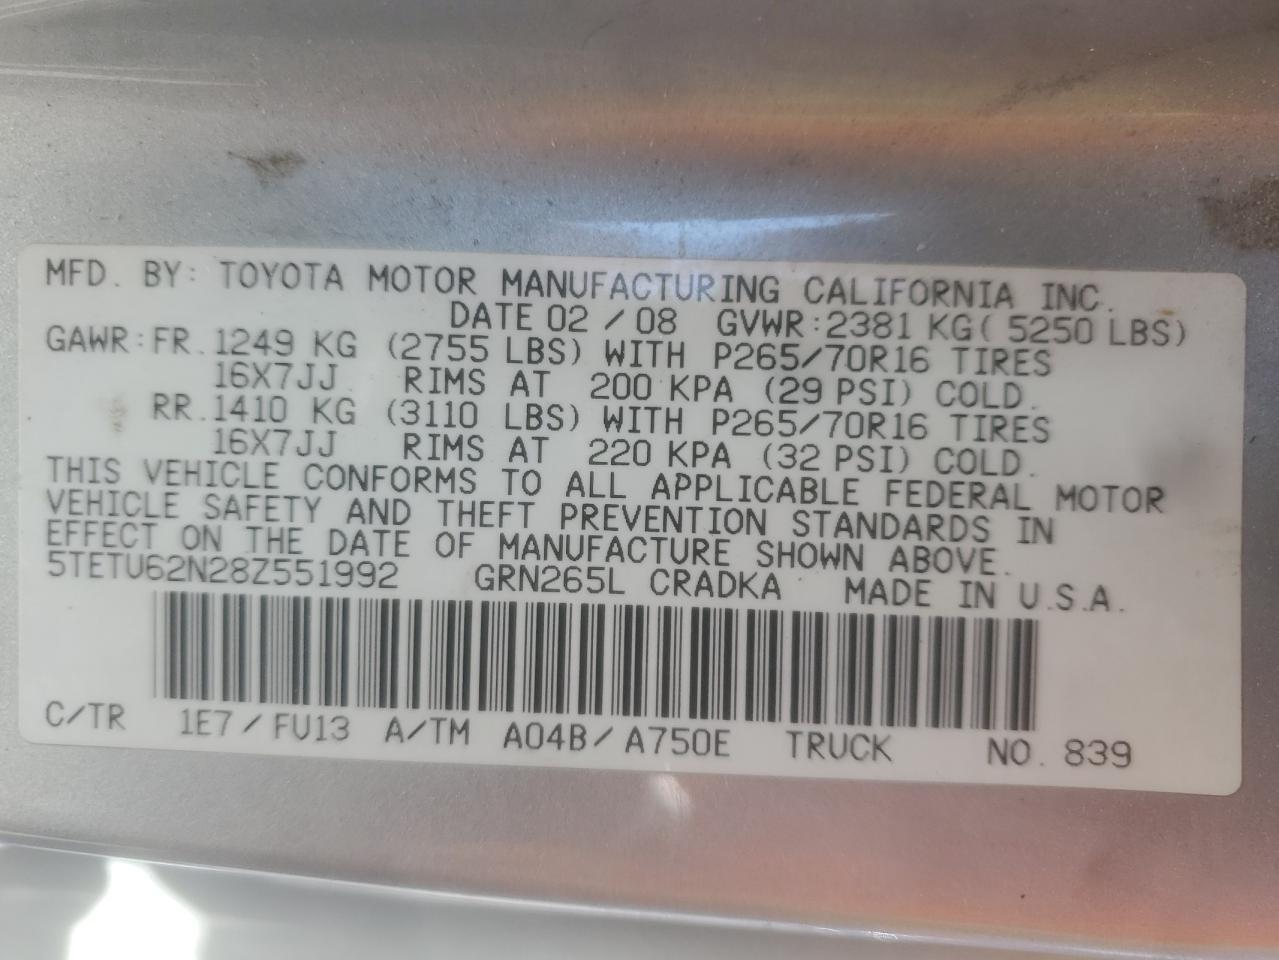 MFD. BY: TOYOTA MOTOR MANUFACTURING CALIFORNIA INC.
DATE 02 / 08 GVWR: 2381 KG( 5250 LBS)
GAWR: FR. 1249 KG (2755 LBS) WITH P265/70R16 TIRES
16X7JJ RIMS AT 200 KPA (29 PSI) COLD.
RR. 1410 KG (3110 LBS) WITH P265/70R16 TIRES
16X7JJ RIMS AT 220 KPA (32 PSI) COLD.
THIS VEHICLE CONFORMS TO ALL APPLICABLE FEDERAL MOTOR
VEHICLE SAFETY AND THEFT PREVENTION STANDARDS IN
EFFECT ON THE DATE OF MANUFACTURE SHOWN ABOVE.
5TETU62N28Z551992 GRN265L CRADKA MADE IN U.S.A.
C/TR 1E7 / FU13 A/TM A04B / A750E TRUCK NO. 839